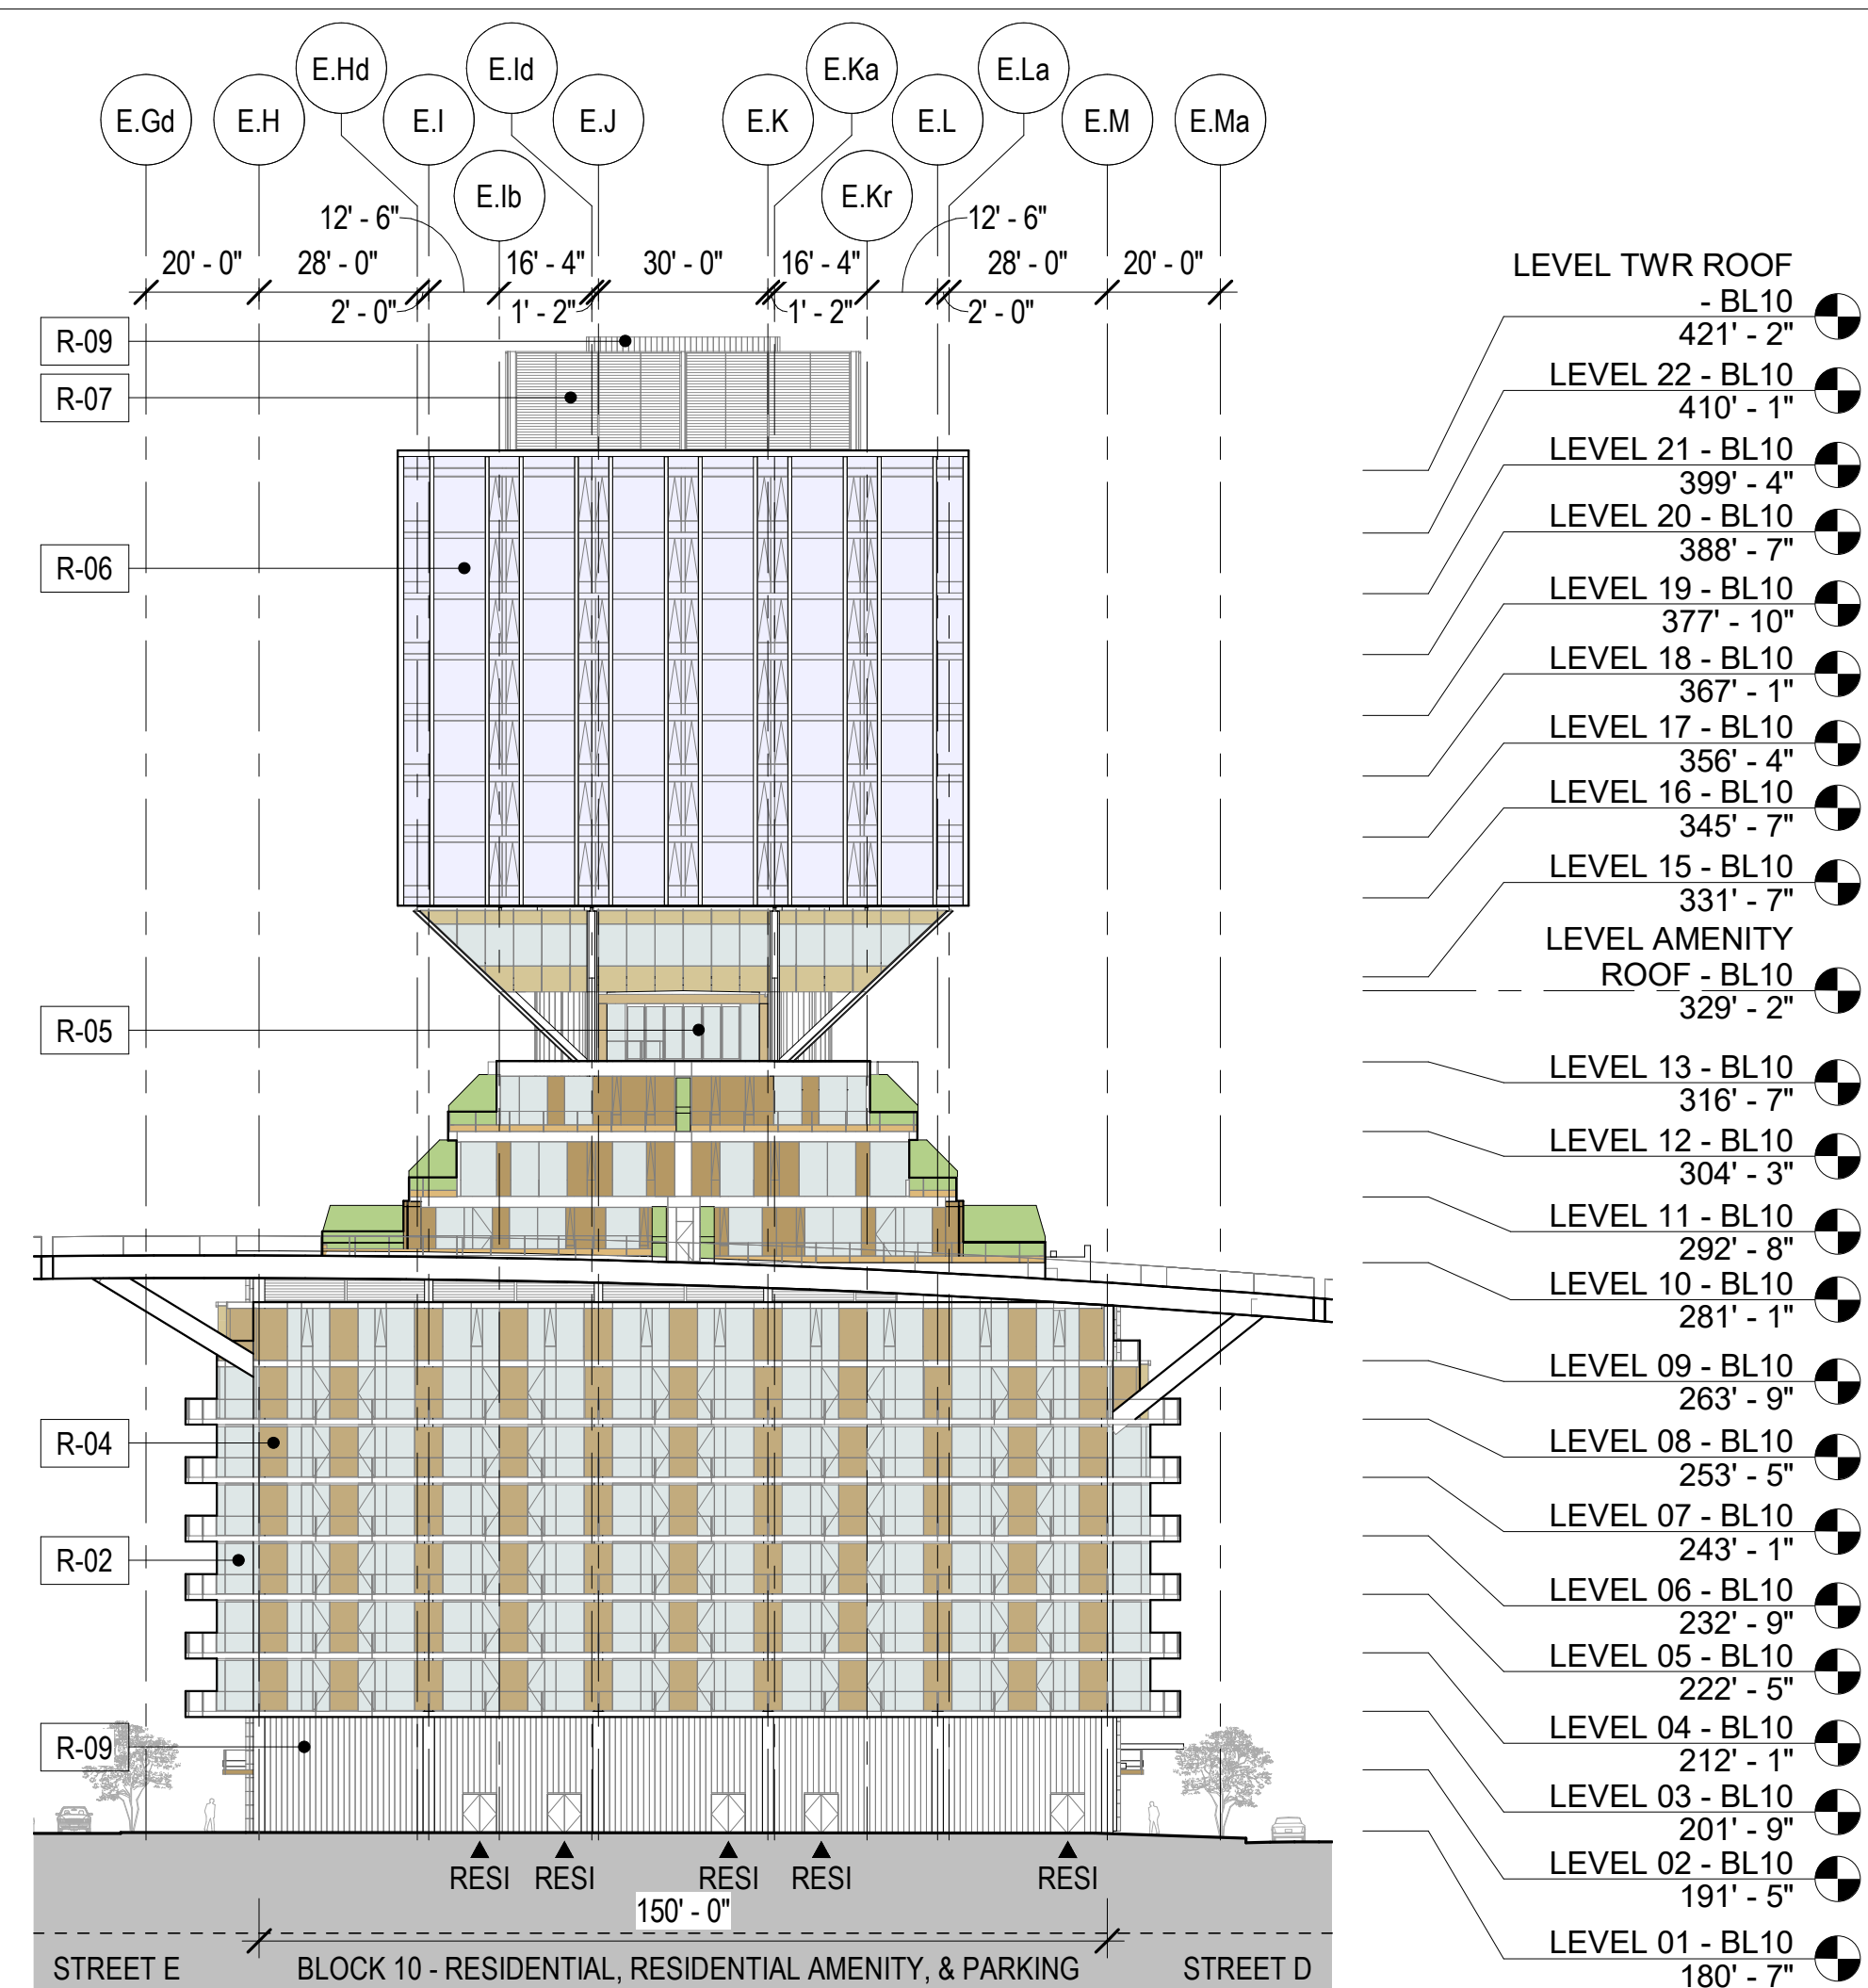 E.Hd
E.Id
E.Ka
E.La
E.Gd
E.H
E.I
E.J
E.K
E.L
E.M
E.Ma
E.Ib
E.Kr
12' - 6"
12' - 6"
20' - 0"
28' - 0"
16' - 4"
30' - 0"
16' - 4"
28' - 0"
20' - 0"
2' - 0"
1' - 2"
1' - 2"
2' - 0"
R-09
R-07
R-06
R-05
R-04
R-02
R-09
LEVEL TWR ROOF
- BL10
421' - 2"
LEVEL 22 - BL10
410' - 1"
LEVEL 21 - BL10
399' - 4"
LEVEL 20 - BL10
388' - 7"
LEVEL 19 - BL10
377' - 10"
LEVEL 18 - BL10
367' - 1"
LEVEL 17 - BL10
356' - 4"
LEVEL 16 - BL10
345' - 7"
LEVEL 15 - BL10
331' - 7"
LEVEL AMENITY
ROOF - BL10
329' - 2"
LEVEL 13 - BL10
316' - 7"
LEVEL 12 - BL10
304' - 3"
LEVEL 11 - BL10
292' - 8"
LEVEL 10 - BL10
281' - 1"
LEVEL 09 - BL10
263' - 9"
LEVEL 08 - BL10
253' - 5"
LEVEL 07 - BL10
243' - 1"
LEVEL 06 - BL10
232' - 9"
LEVEL 05 - BL10
222' - 5"
LEVEL 04 - BL10
212' - 1"
LEVEL 03 - BL10
201' - 9"
LEVEL 02 - BL10
191' - 5"
LEVEL 01 - BL10
180' - 7"
RESI RESI RESI RESI RESI
150' - 0"
STREET E
BLOCK 10 - RESIDENTIAL, RESIDENTIAL AMENITY, & PARKING
STREET D